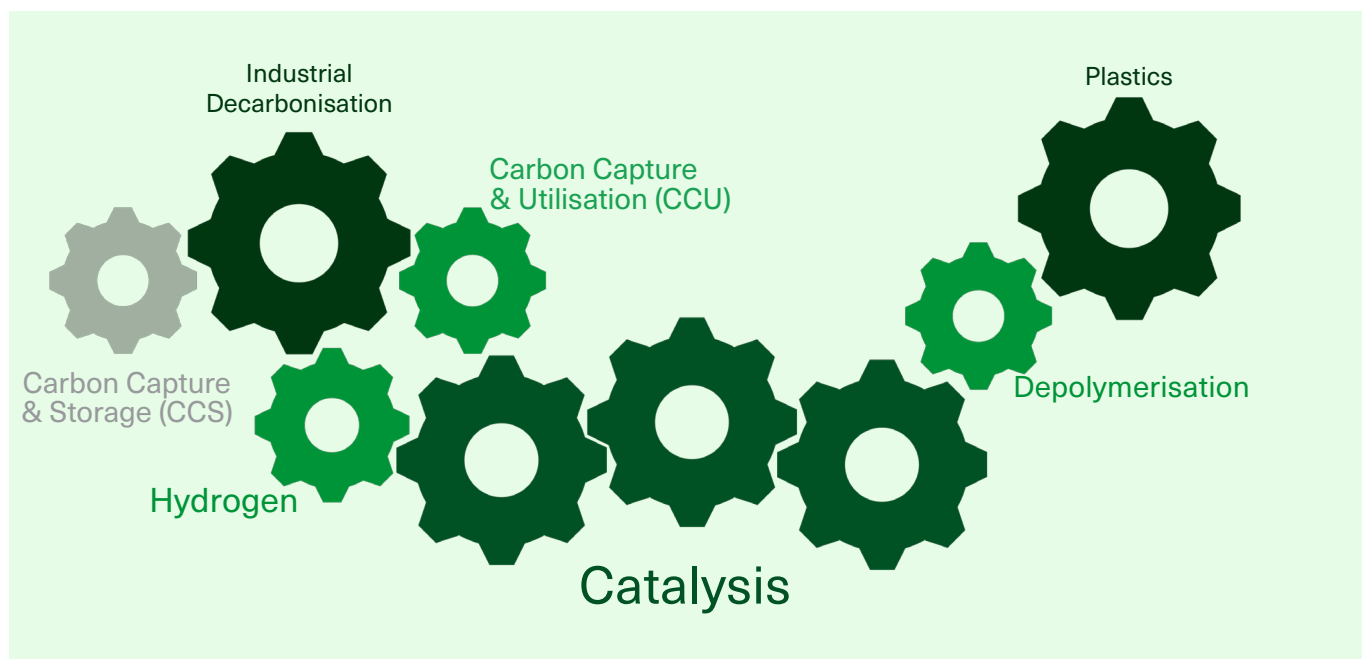 Industrial
Decarbonisation
Plastics
Carbon Capture
& Utilisation (CCU)
Carbon Capture
& Storage (CCS)
Depolymerisation
Hydrogen
Catalysis